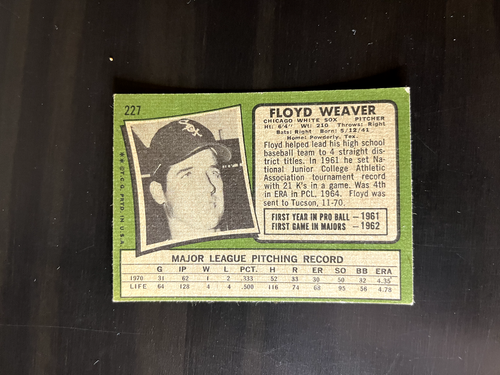 227
FLOYD WEAVER
CHICAGO WHITE SOX PITCHER
Ht: 6'4" Wt: 210 Throws: Right
Bats: Right Born: 5/12/41
Home: Powderly, Tex.
Floyd helped lead his high school
baseball team to 4 straight dis-
trict titles. In 1961 he set Na-
tional Junior College Athletic
Association tournament record
with 21 K's in a game. Was 4th
in ERA in PCL, 1964. Floyd was
sent to Tucson, 11-70.
FIRST YEAR IN PRO BALL — 1961
FIRST GAME IN MAJORS — 1962
SOX
★★ ©T.C.G. PRTD. IN U.S.A.
MAJOR LEAGUE PITCHING RECORD
G IP W L PCT. H R ER SO BB ERA
1970 31 62 1 2 .333 52 33 30 50 32 4.35
LIFE 64 128 4 4 .500 116 74 68 95 56 4.78